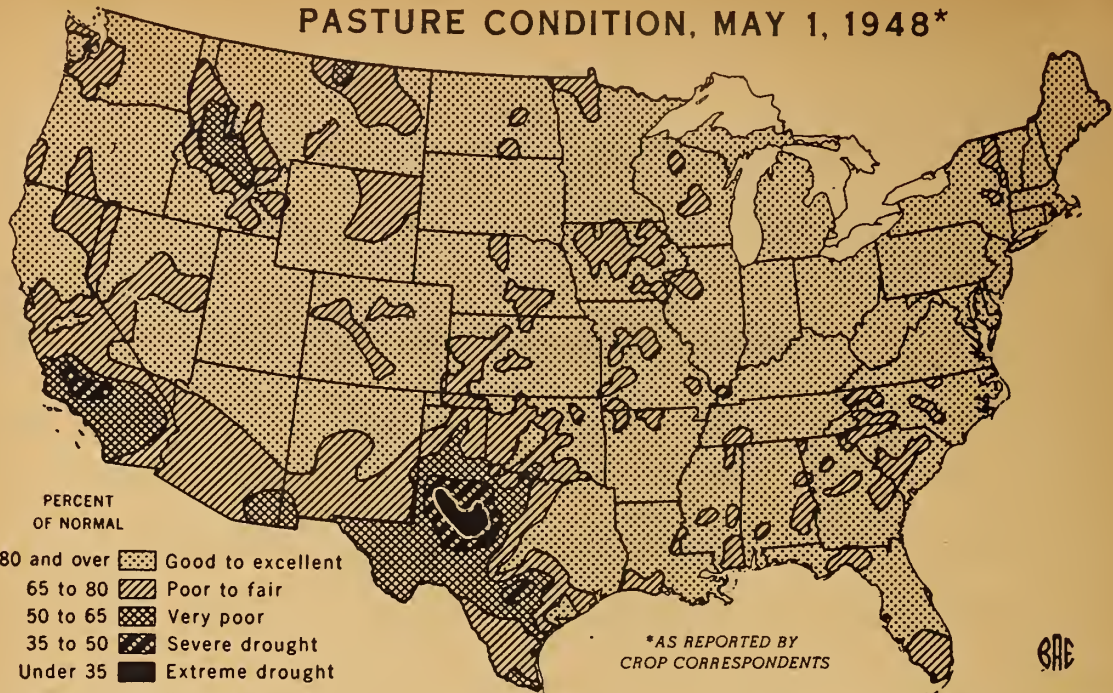 PASTURE CONDITION, MAY 1, 1948*
PERCENT
OF NORMAL
80 and over Good to excellent
65 to 80 Poor to fair
50 to 65 Very poor
35 to 50 Severe drought
Under 35 Extreme drought
*AS REPORTED BY
CROP CORRESPONDENTS
BAE